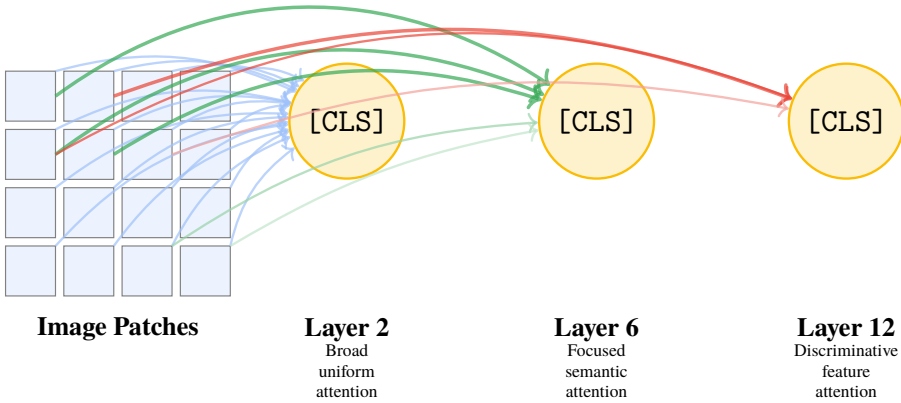 [CLS] [CLS] [CLS]
Image Patches Layer 2 Layer 6 Layer 12
Broad Focused Discriminative
uniform semantic feature
attention attention attention